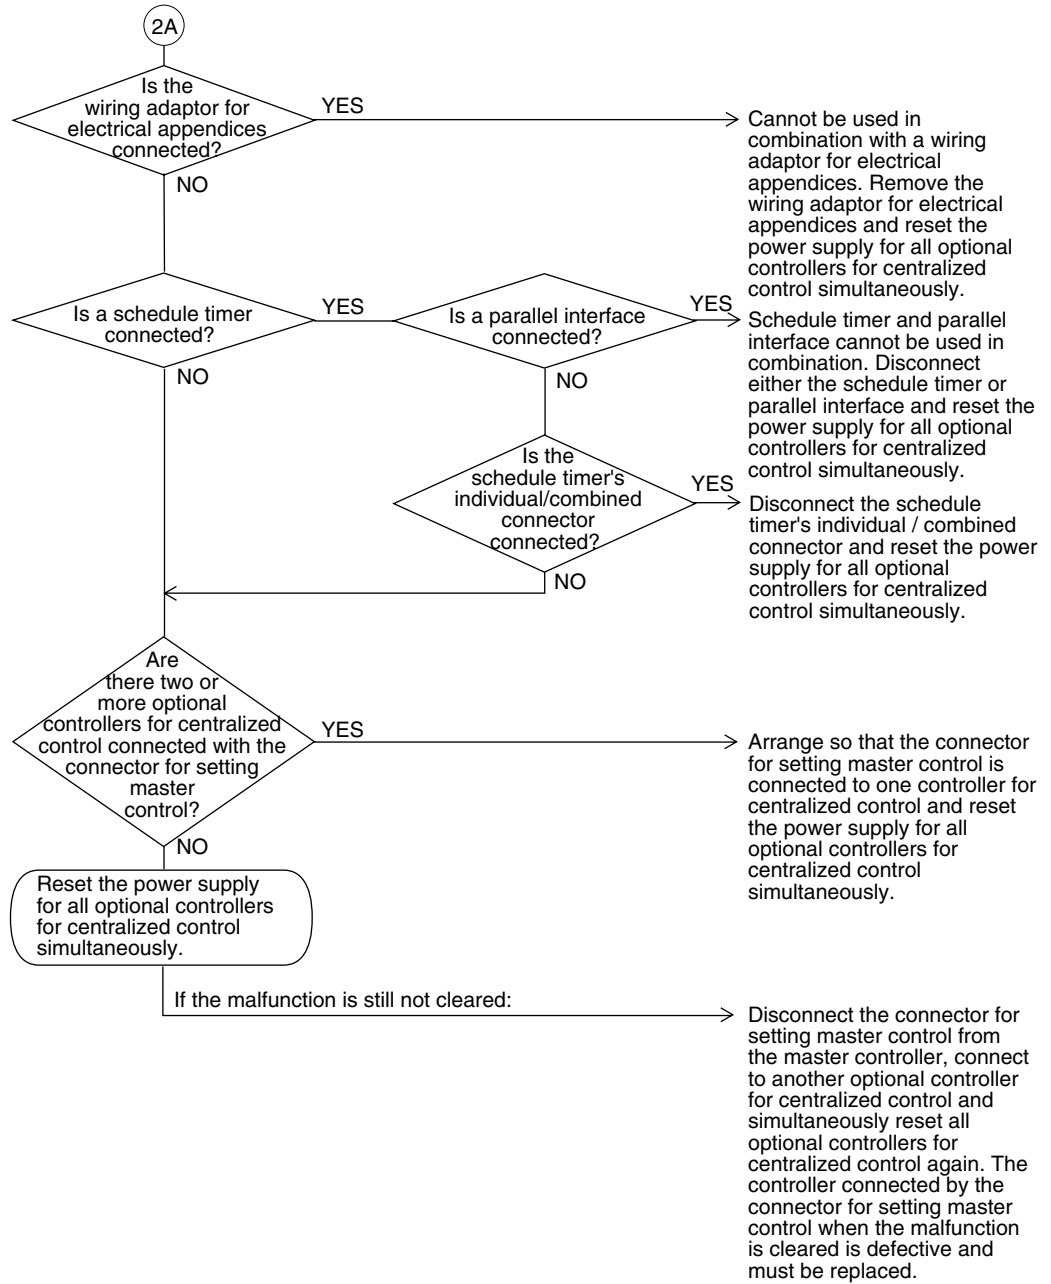 2A
Is the
wiring adaptor for
electrical appendices
connected?
YES
NO
Cannot be used in
combination with a wiring
adaptor for electrical
appendices. Remove the
wiring adaptor for electrical
appendices and reset the
power supply for all optional
controllers for centralized
control simultaneously.
Is a schedule timer
connected?
YES
NO
Is a parallel interface
connected?
YES
NO
Schedule timer and parallel
interface cannot be used in
combination. Disconnect
either the schedule timer or
parallel interface and reset the
power supply for all optional
controllers for centralized
control simultaneously.
Is the
schedule timer's
individual/combined
connector
connected?
YES
NO
Disconnect the schedule
timer's individual / combined
connector and reset the power
supply for all optional
controllers for centralized
control simultaneously.
Are
there two or
more optional
controllers for centralized
control connected with the
connector for setting
master
control?
YES
NO
Arrange so that the connector
for setting master control is
connected to one controller for
centralized control and reset
the power supply for all
optional controllers for
centralized control
simultaneously.
Reset the power supply
for all optional controllers
for centralized control
simultaneously.
If the malfunction is still not cleared:
Disconnect the connector for
setting master control from
the master controller, connect
to another optional controller
for centralized control and
simultaneously reset all
optional controllers for
centralized control again. The
controller connected by the
connector for setting master
control when the malfunction
is cleared is defective and
must be replaced.